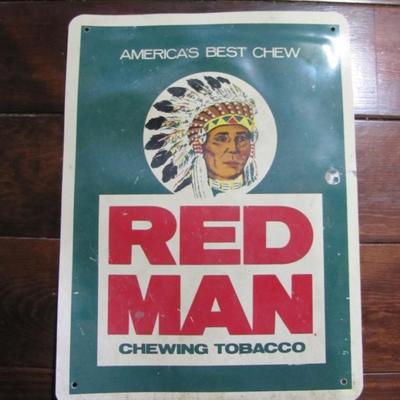 AMERICA'S BEST CHEW
RED
MAN
CHEWING TOBACCO